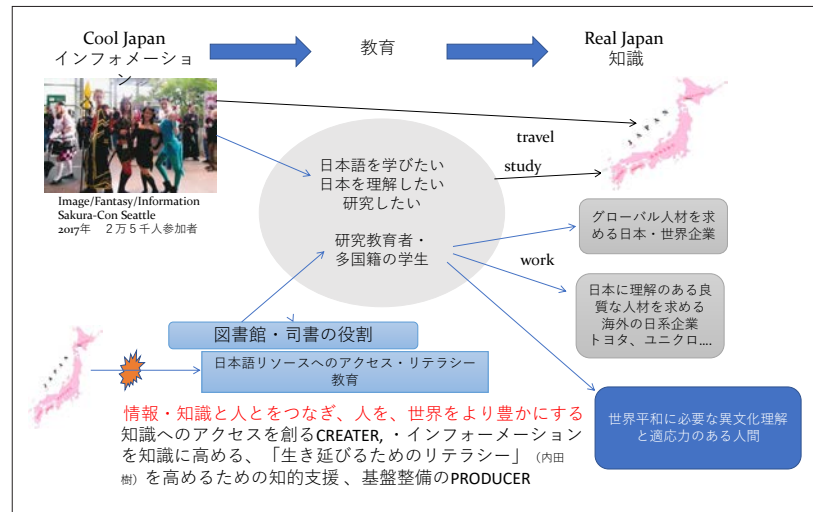 Cool Japan
インフォメーショ
ン
教育
Real Japan
知識
JAPAN
travel
study
日本語を学びたい
日本を理解したい
研究したい
研究教育者・
多国籍の学生
Image/Fantasy/Information
Sakura-Con Seattle
2017年　２万５千人参加者
グローバル人材を求
める日本・世界企業
work
日本に理解のある良
質な人材を求める
海外の日系企業
トヨタ、ユニクロ....
図書館・司書の役割
日本語リソースへのアクセス・リテラシー
教育
JAPAN
情報・知識と人とをつなぎ、人を、世界をより豊かにする
知識へのアクセスを創るCREATER, ・インフォーメーション
を知識に高める、「生き延びるためのリテラシー」（内田
樹）を高めるための知的支援 、基盤整備のPRODUCER
世界平和に必要な異文化理解
と適応力のある人間